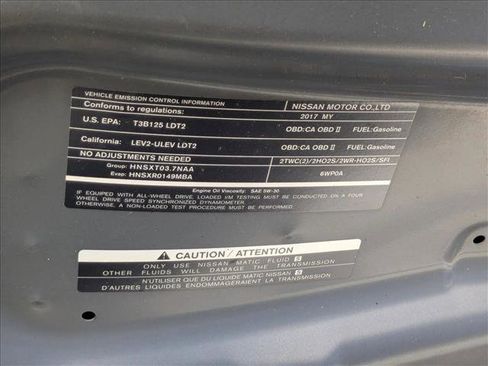 VEHICLE EMISSION CONTROL INFORMATION NISSAN MOTOR CO.,LTD
Conforms to regulations: 2017 MY
U.S. EPA: T3B125 LDT2 OBD:CA OBD II FUEL:Gasoline
California: LEV2-ULEV LDT2 OBD:CA OBD II FUEL:Gasoline
NO ADJUSTMENTS NEEDED 2TWC(2)/2HO2S/2WR-HO2S/SFI
Group: HNSXT03.7NAA
Evap: HNSXR0149MBA 6WP0A
Engine Oil Viscosity: SAE 5W-30
IF EQUIPPED WITH ALL-WHEEL DRIVE, LOADED I/M TESTING MUST BE CONDUCTED ON A FOUR
WHEEL DRIVE SPEED SYNCHRONIZED DYNAMOMETER.
OTHERWISE, A NON-LOADED TEST PROCEDURE MUST BE PERFORMED.
CAUTION/ATTENTION
ONLY USE NISSAN MATIC FLUID S
OTHER FLUIDS WILL DAMAGE THE TRANSMISSION
N'UTILISER QUE DU LIQUIDE MATIC NISSAN S
D'AUTRES LIQUIDES ENDOMMAGERAIENT LA TRANSMISSION